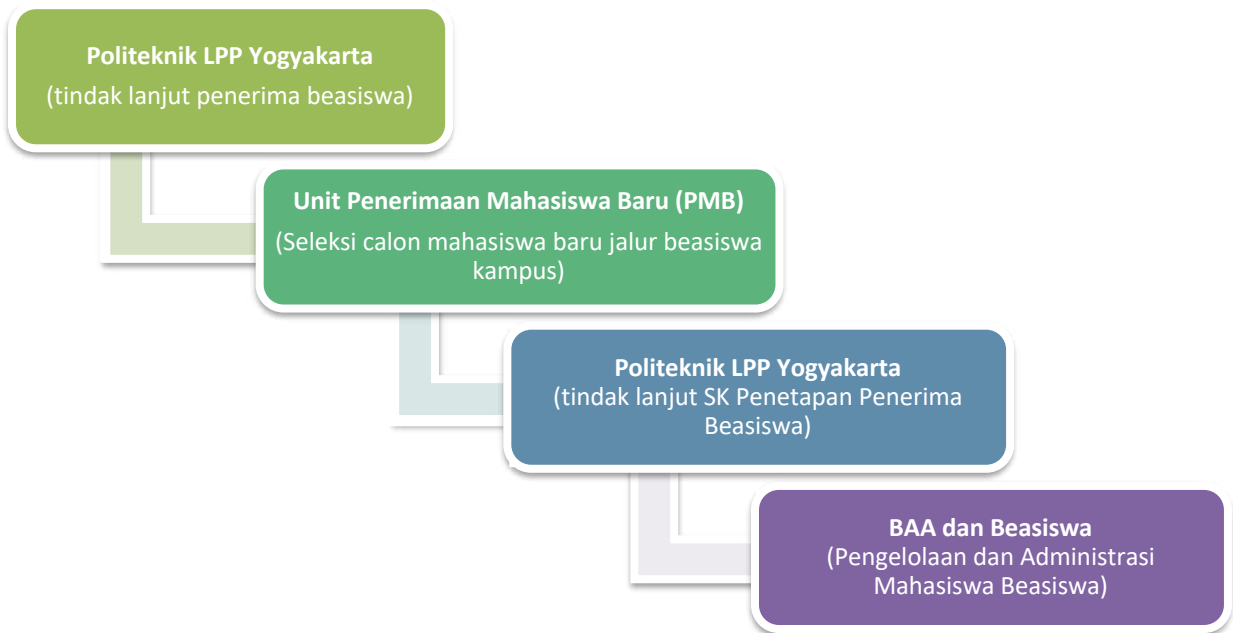 Politeknik LPP Yogyakarta
(tindak lanjut penerima beasiswa)
Unit Penerimaan Mahasiswa Baru (PMB)
(Seleksi calon mahasiswa baru jalur beasiswa
kampus)
Politeknik LPP Yogyakarta
(tindak lanjut SK Penetapan Penerima
Beasiswa)
BAA dan Beasiswa
(Pengelolaan dan Administrasi
Mahasiswa Beasiswa)